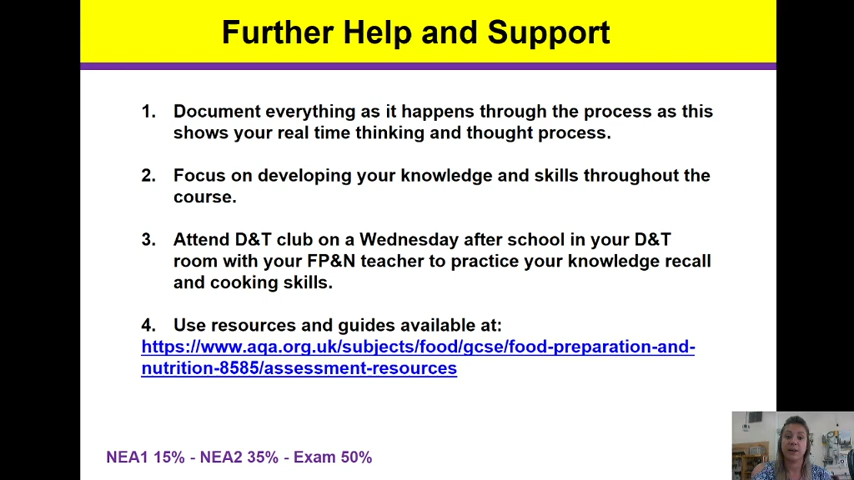 Further Help and Support
1. Document everything as it happens through the process as this
shows your real time thinking and thought process.
2. Focus on developing your knowledge and skills throughout the
course.
3. Attend D&T club on a Wednesday after school in your D&T
room with your FP&N teacher to practice your knowledge recall
and cooking skills.
4. Use resources and guides available at:
https://www.aqa.org.uk/subjects/food/gcse/food-preparation-and-
nutrition-8585/assessment-resources
NEA1 15% - NEA2 35% - Exam 50%